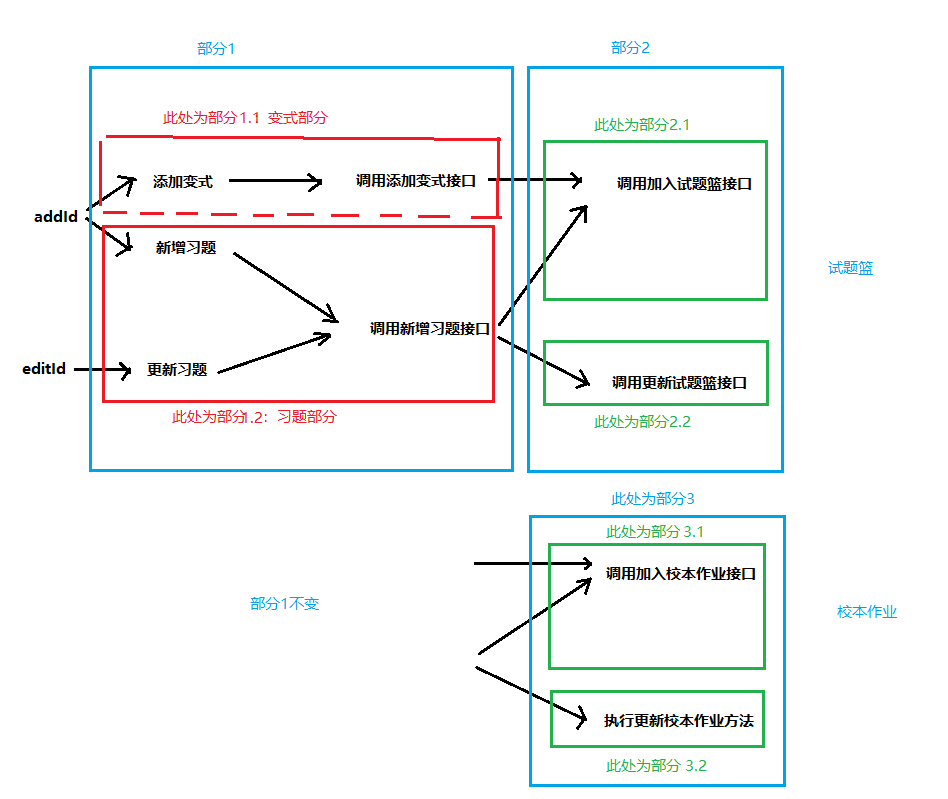 部分1
部分2
此处为部分1.1 变式部分
此处为部分2.1
添加变式
调用添加变式接口
调用加入试题篮接口
addId
新增习题
试题篮
调用新增习题接口
editId
更新习题
调用更新试题篮接口
此处为部分1.2：习题部分
此处为部分2.2
此处为部分3
此处为部分 3.1
调用加入校本作业接口
部分1不变
校本作业
执行更新校本作业方法
此处为部分 3.2